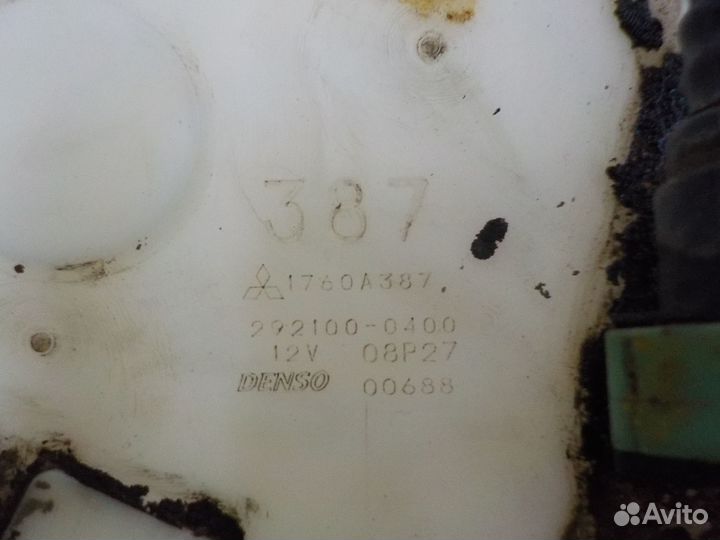 387
1760A387
292100-0400
12V 08P27
DENSO 00688
Avito